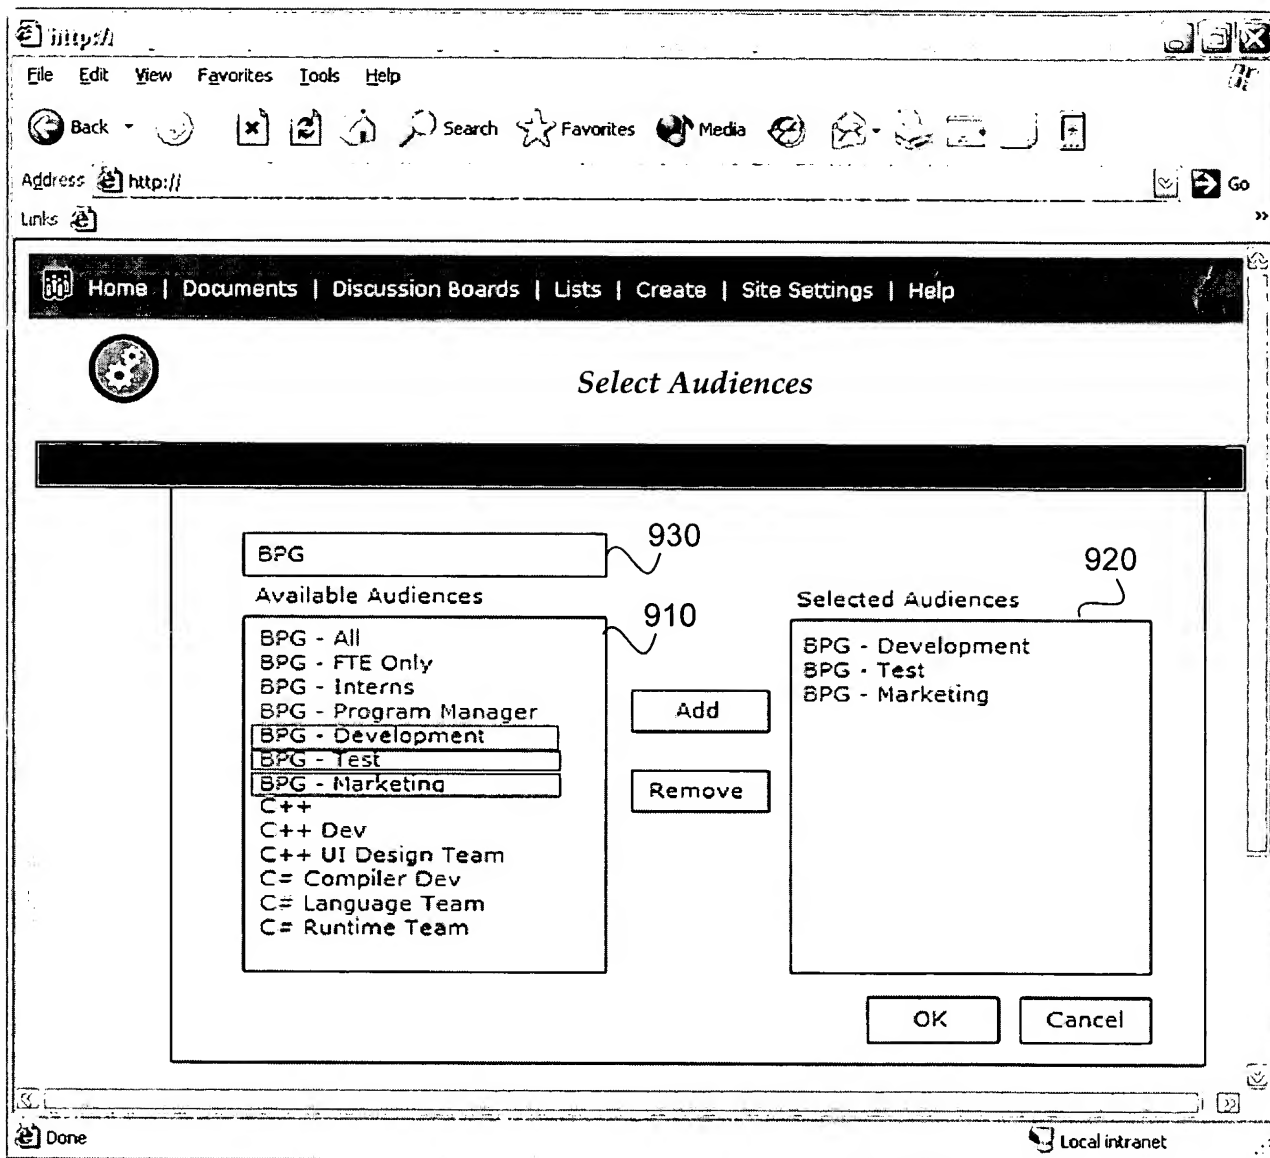 http://
File Edit View Favorites Tools Help
Back Search Favorites Media
Address http:// Go
Links »
Home | Documents | Discussion Boards | Lists | Create | Site Settings | Help
Select Audiences
BPG 930
920
Available Audiences
Selected Audiences
910
BPG - All
BPG - FTE Only
BPG - Interns
BPG - Program Manager
BPG - Development
BPG - Test
BPG - Marketing
C++
C++ Dev
C++ UI Design Team
C# Compiler Dev
C# Language Team
C# Runtime Team
Add
Remove
BPG - Development
BPG - Test
BPG - Marketing
OK Cancel
Done Local intranet